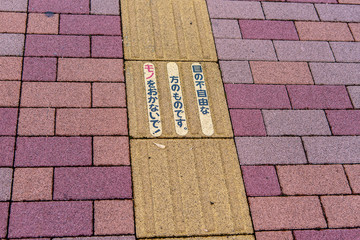 目の不自由な
方のものです。
モノをおかないで!